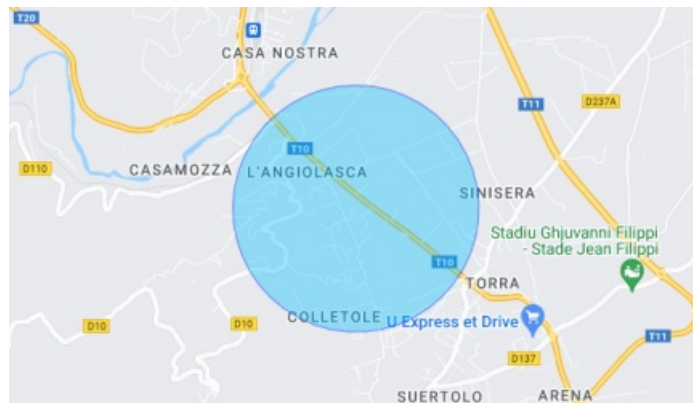 T20
CASA NOSTRA
T11
D237A
T10
D110
CASAMOZZA
L'ANGIOLASCA
SINISERA
Stadiu Ghjuvanni Filippi
- Stade Jean Filippi
T10
TORRA
D10
D10
COLLETOLE
U Express et Drive
T11
D137
SUERTOLO
ARENA